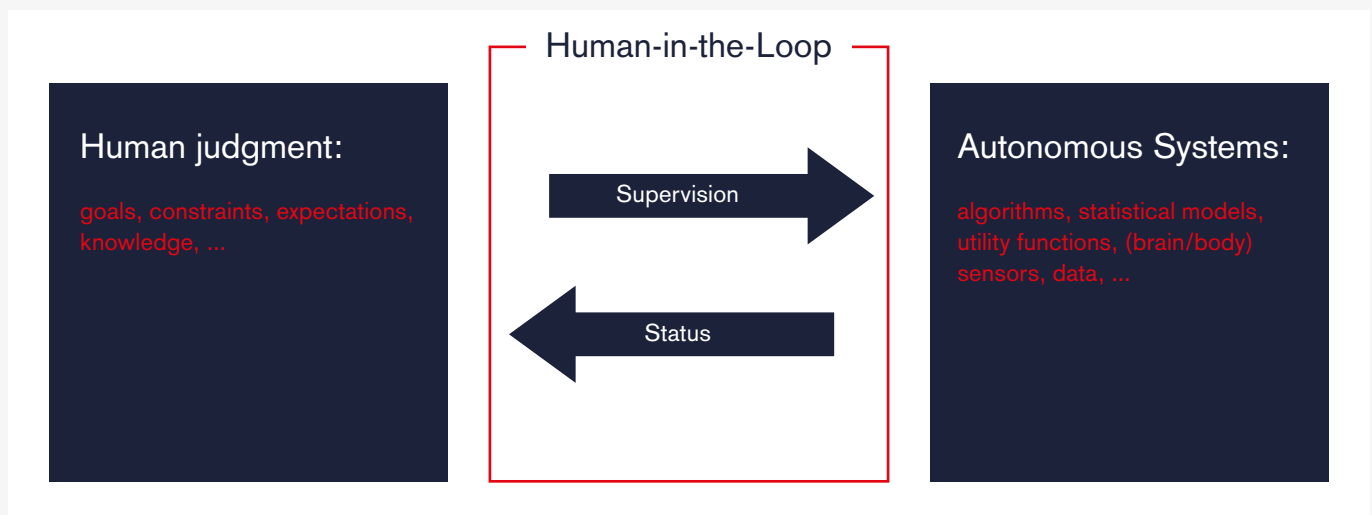 Human-in-the-Loop
Human judgment:
goals, constraints, expectations,
knowledge, ...
Supervision
Status
Autonomous Systems:
algorithms, statistical models,
utility functions, (brain/body)
sensors, data, ...